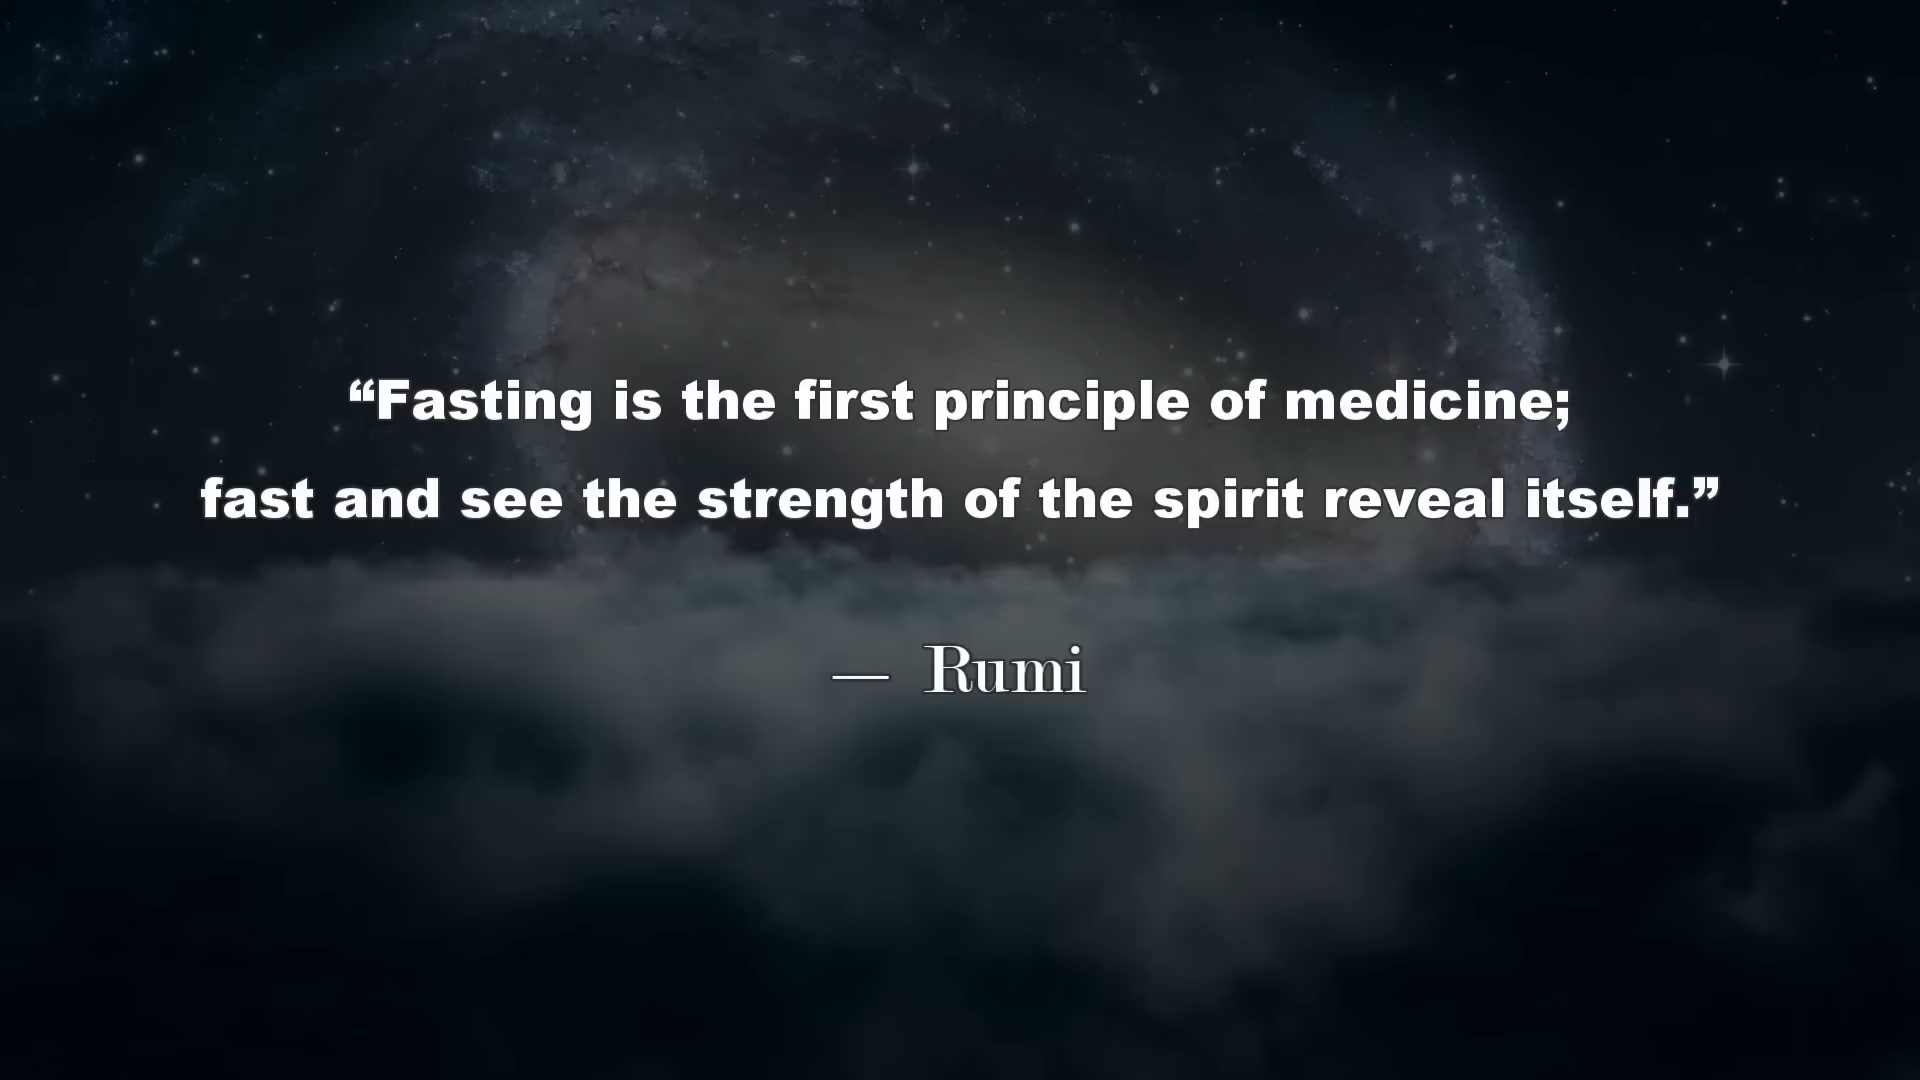 “Fasting is the first principle of medicine;
fast and see the strength of the spirit reveal itself.”
— Rumi